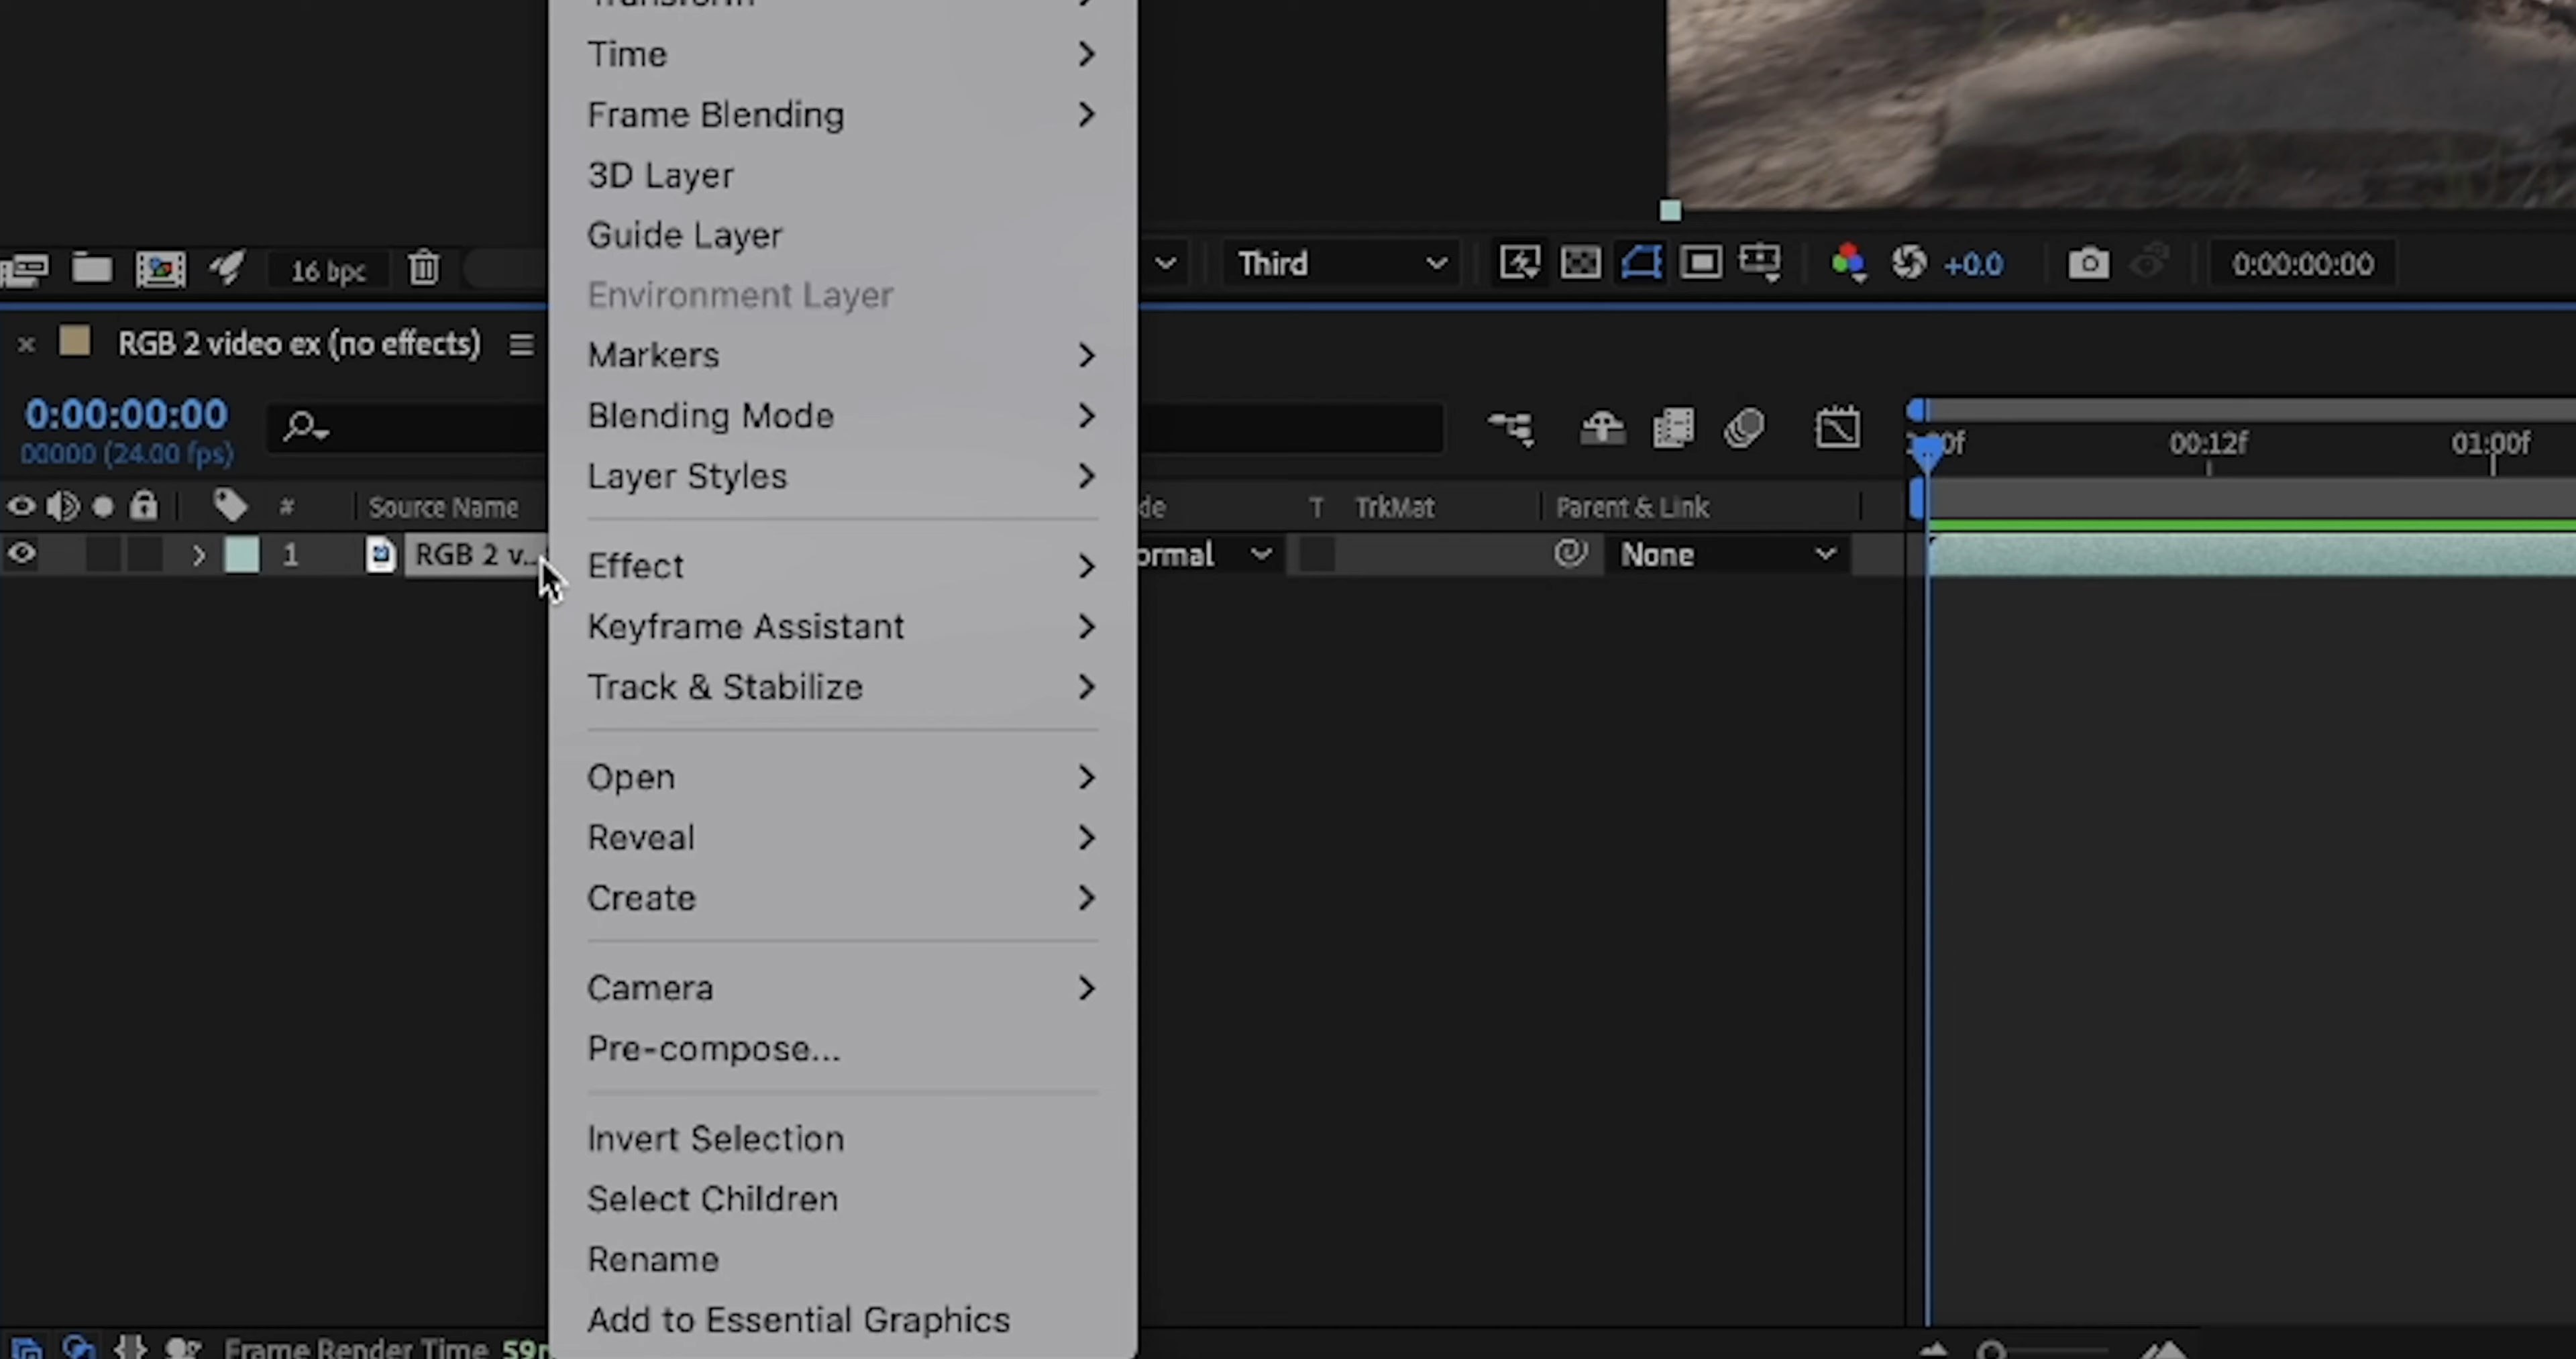 Transform
Time
Frame Blending
3D Layer
Guide Layer
Environment Layer
Markers
Blending Mode
Layer Styles
Effect
Keyframe Assistant
Track & Stabilize
Open
Reveal
Create
Camera
Pre-compose...
Invert Selection
Select Children
Rename
Add to Essential Graphics
16 bpc
Third
+0.0
0:00:00:00
RGB 2 video ex (no effects)
0:00:00:00
00000 (24.00 fps)
00:12f
01:00f
# Source Name
T TrkMat Parent & Link
1 RGB 2 v...
None
Frame Render Time